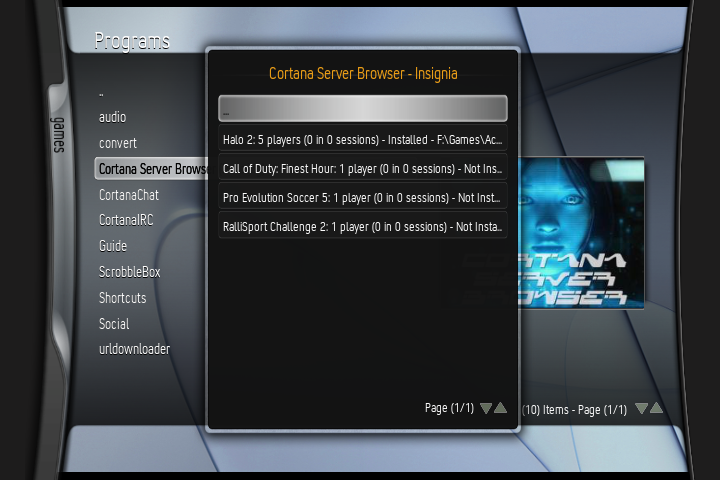 Programs
games
..
audio
convert
Cortana Server Browse
CortanaChat
CortanaIRC
Guide
ScrobbleBox
Shortcuts
Social
urldownloader
Cortana Server Browser - Insignia
..
Halo 2: 5 players (0 in 0 sessions) - Installed - F:\Games\Ac...
Call of Duty: Finest Hour: 1 player (0 in 0 sessions) - Not Ins...
Pro Evolution Soccer 5: 1 player (0 in 0 sessions) - Not Inst...
RalliSport Challenge 2: 1 player (0 in 0 sessions) - Not Insta...
Page (1/1)
CORTANA
SERVER
BROWSER
(10) Items - Page (1/1)